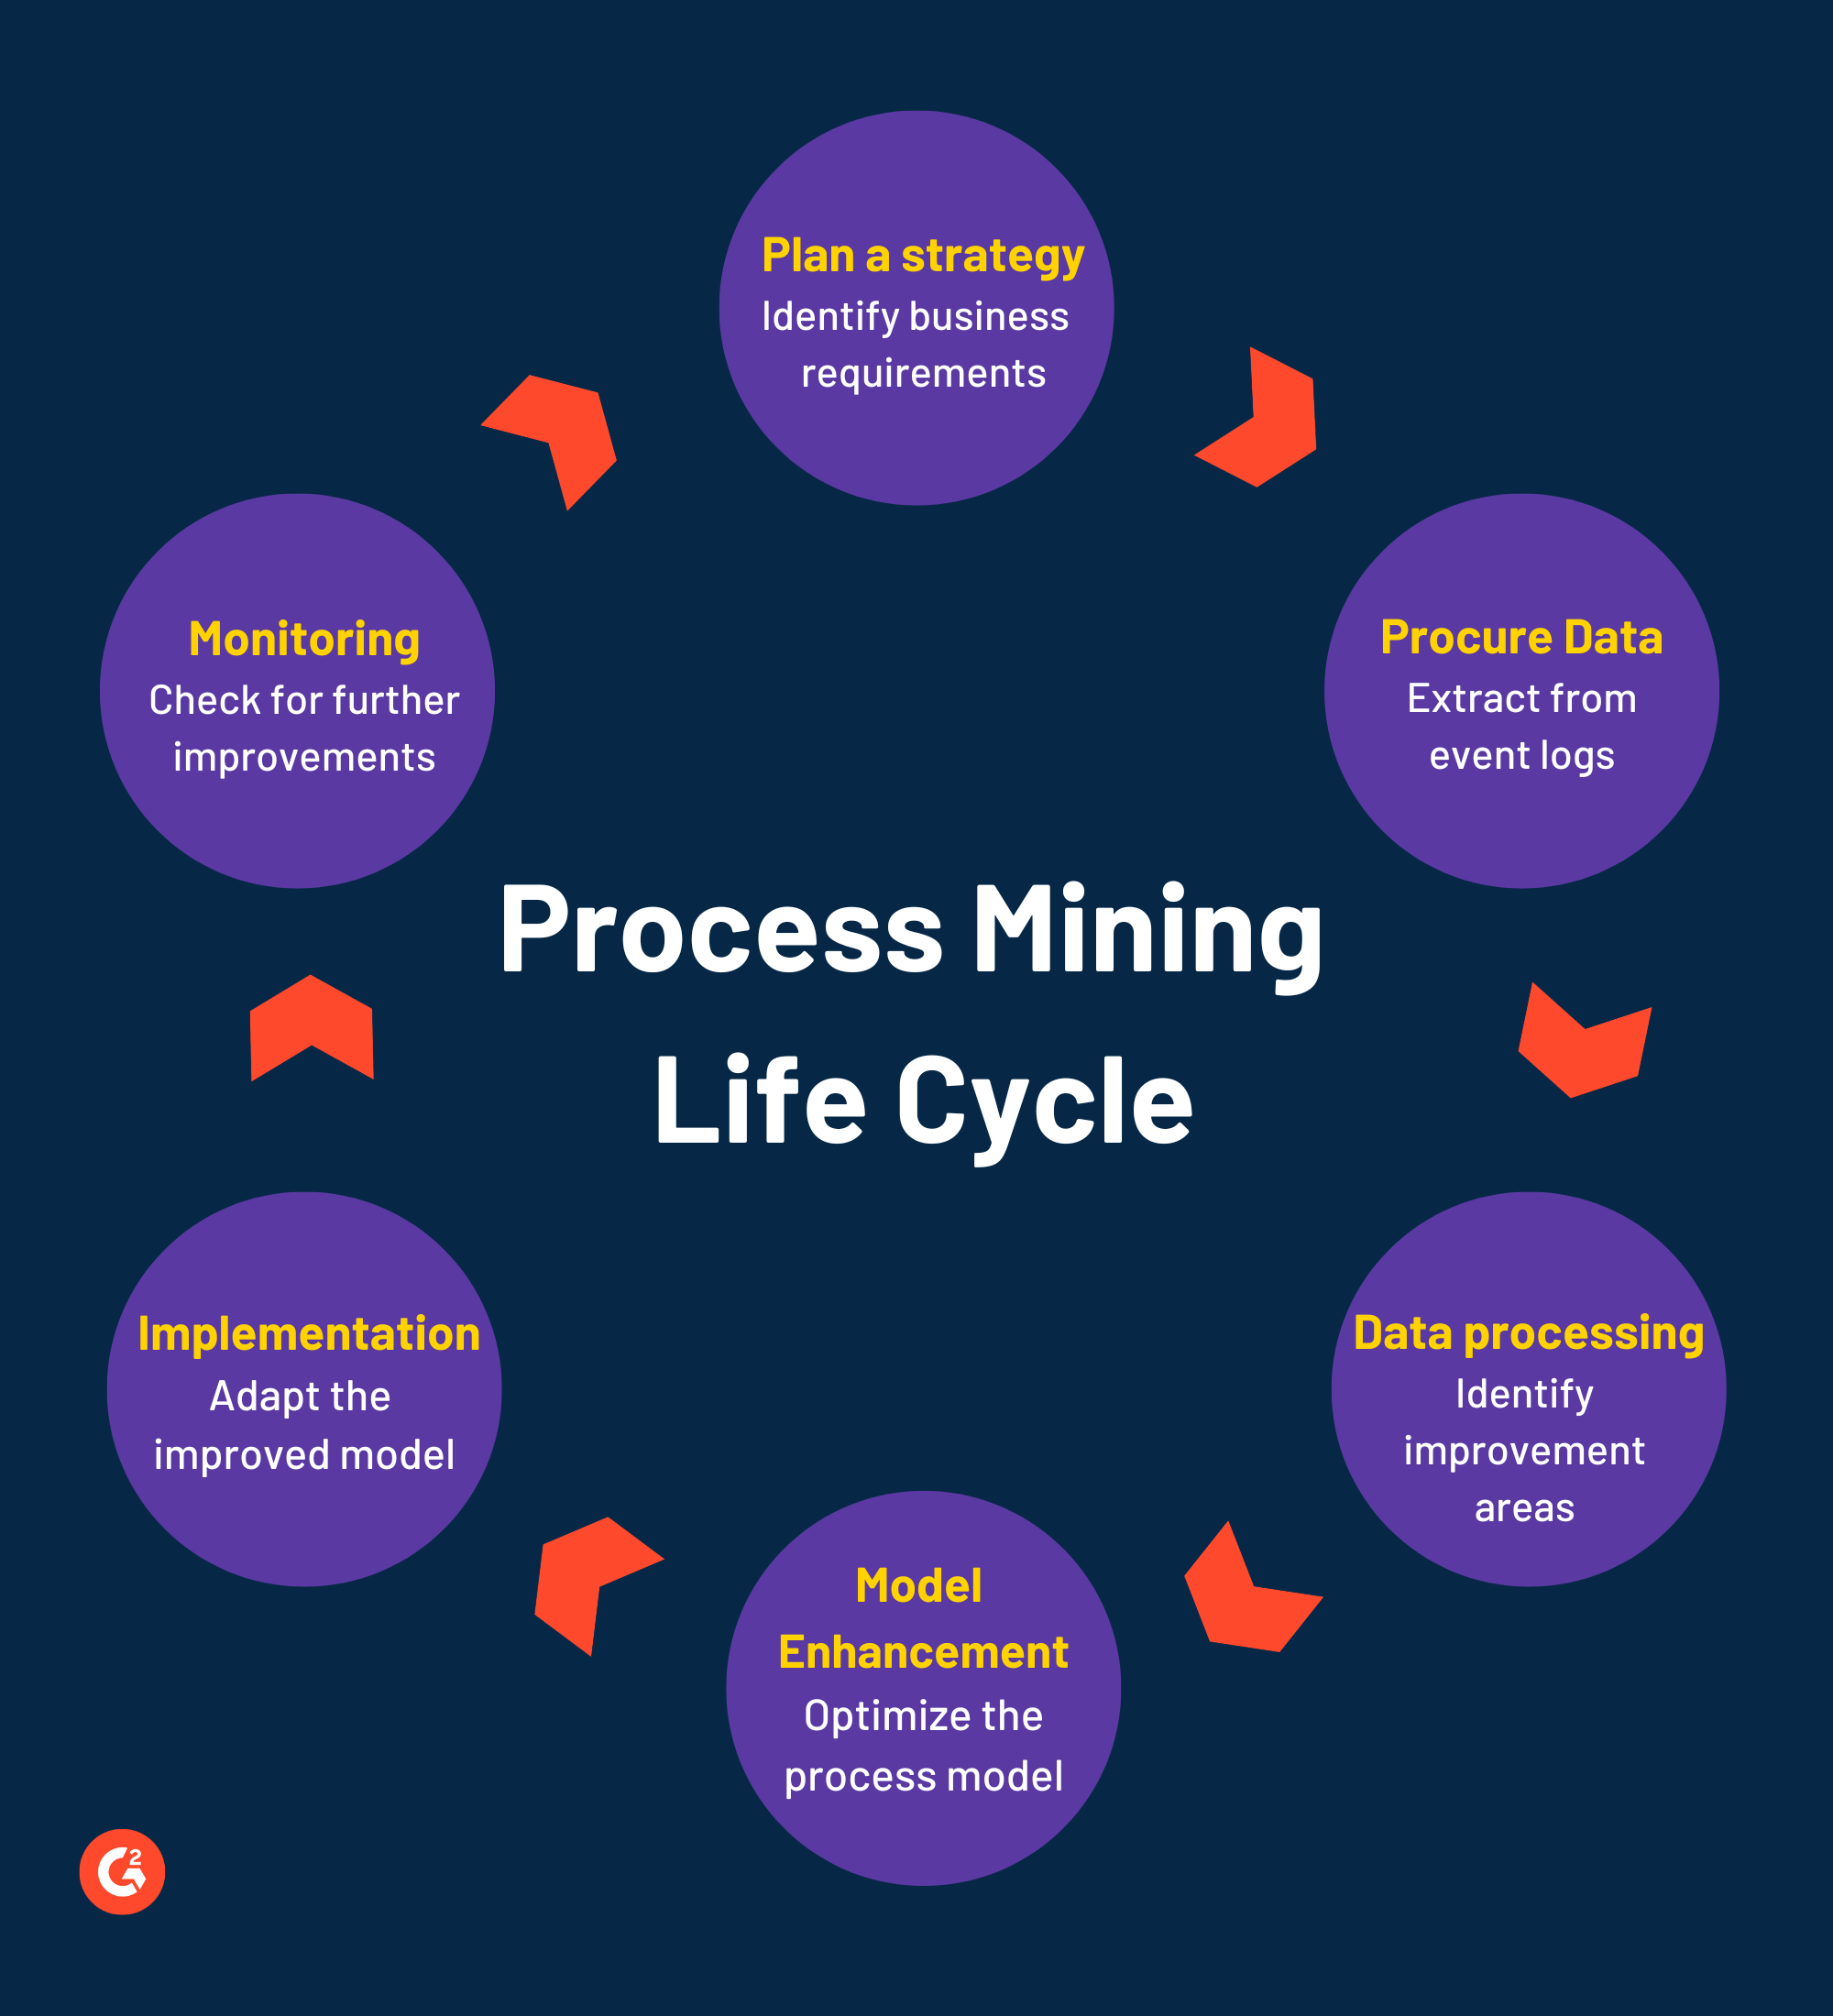 Plan a strategy
Identify business
requirements
Monitoring
Check for further
improvements
Procure Data
Extract from
event logs
Process Mining
Life Cycle
Implementation
Adapt the
improved model
Data processing
Identify
improvement
areas
Model
Enhancement
Optimize the
process model
G2